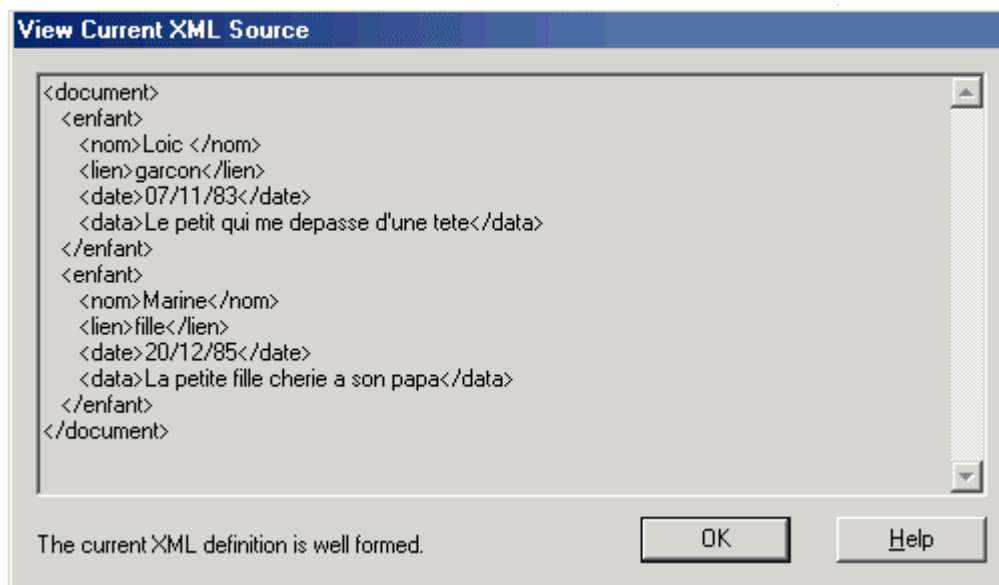 View Current XML Source
<document>
<enfant>
<nom>Loic </nom>
<lien>garcon</lien>
<date>07/11/83</date>
<data>Le petit qui me depasse d'une tete</data>
</enfant>
<enfant>
<nom>Marine</nom>
<lien>fille</lien>
<date>20/12/85</date>
<data>La petite fille cherie a son papa</data>
</enfant>
</document>
The current XML definition is well formed.
OK
Help